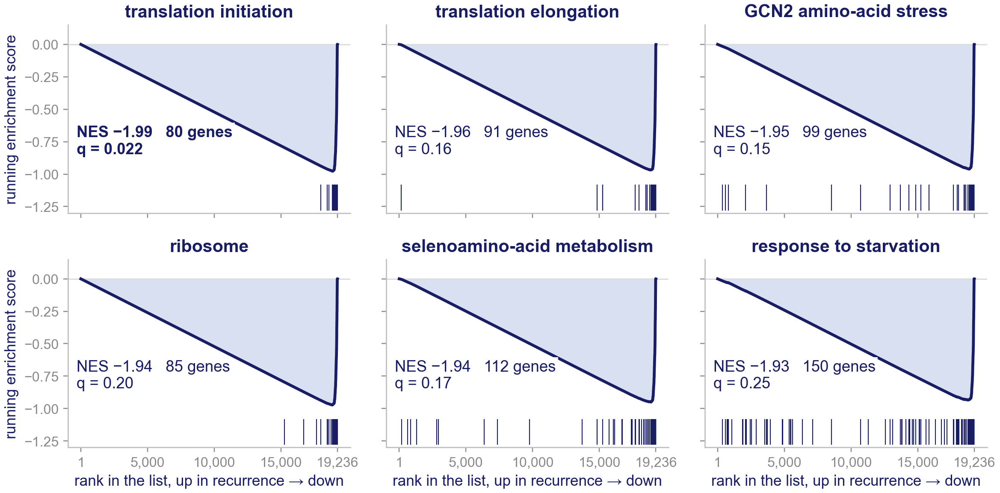 translation initiation
translation elongation
GCN2 amino-acid stress
running enrichment score
0.00
−0.25
−0.50
−0.75
−1.00
−1.25
NES −1.99 80 genes
q = 0.022
NES −1.96 91 genes
q = 0.16
NES −1.95 99 genes
q = 0.15
ribosome
selenoamino-acid metabolism
response to starvation
running enrichment score
0.00
−0.25
−0.50
−0.75
−1.00
−1.25
NES −1.94 85 genes
q = 0.20
NES −1.94 112 genes
q = 0.17
NES −1.93 150 genes
q = 0.25
1 5,000 10,000 15,000 19,236
1 5,000 10,000 15,000 19,236
1 5,000 10,000 15,000 19,236
rank in the list, up in recurrence → down
rank in the list, up in recurrence → down
rank in the list, up in recurrence → down